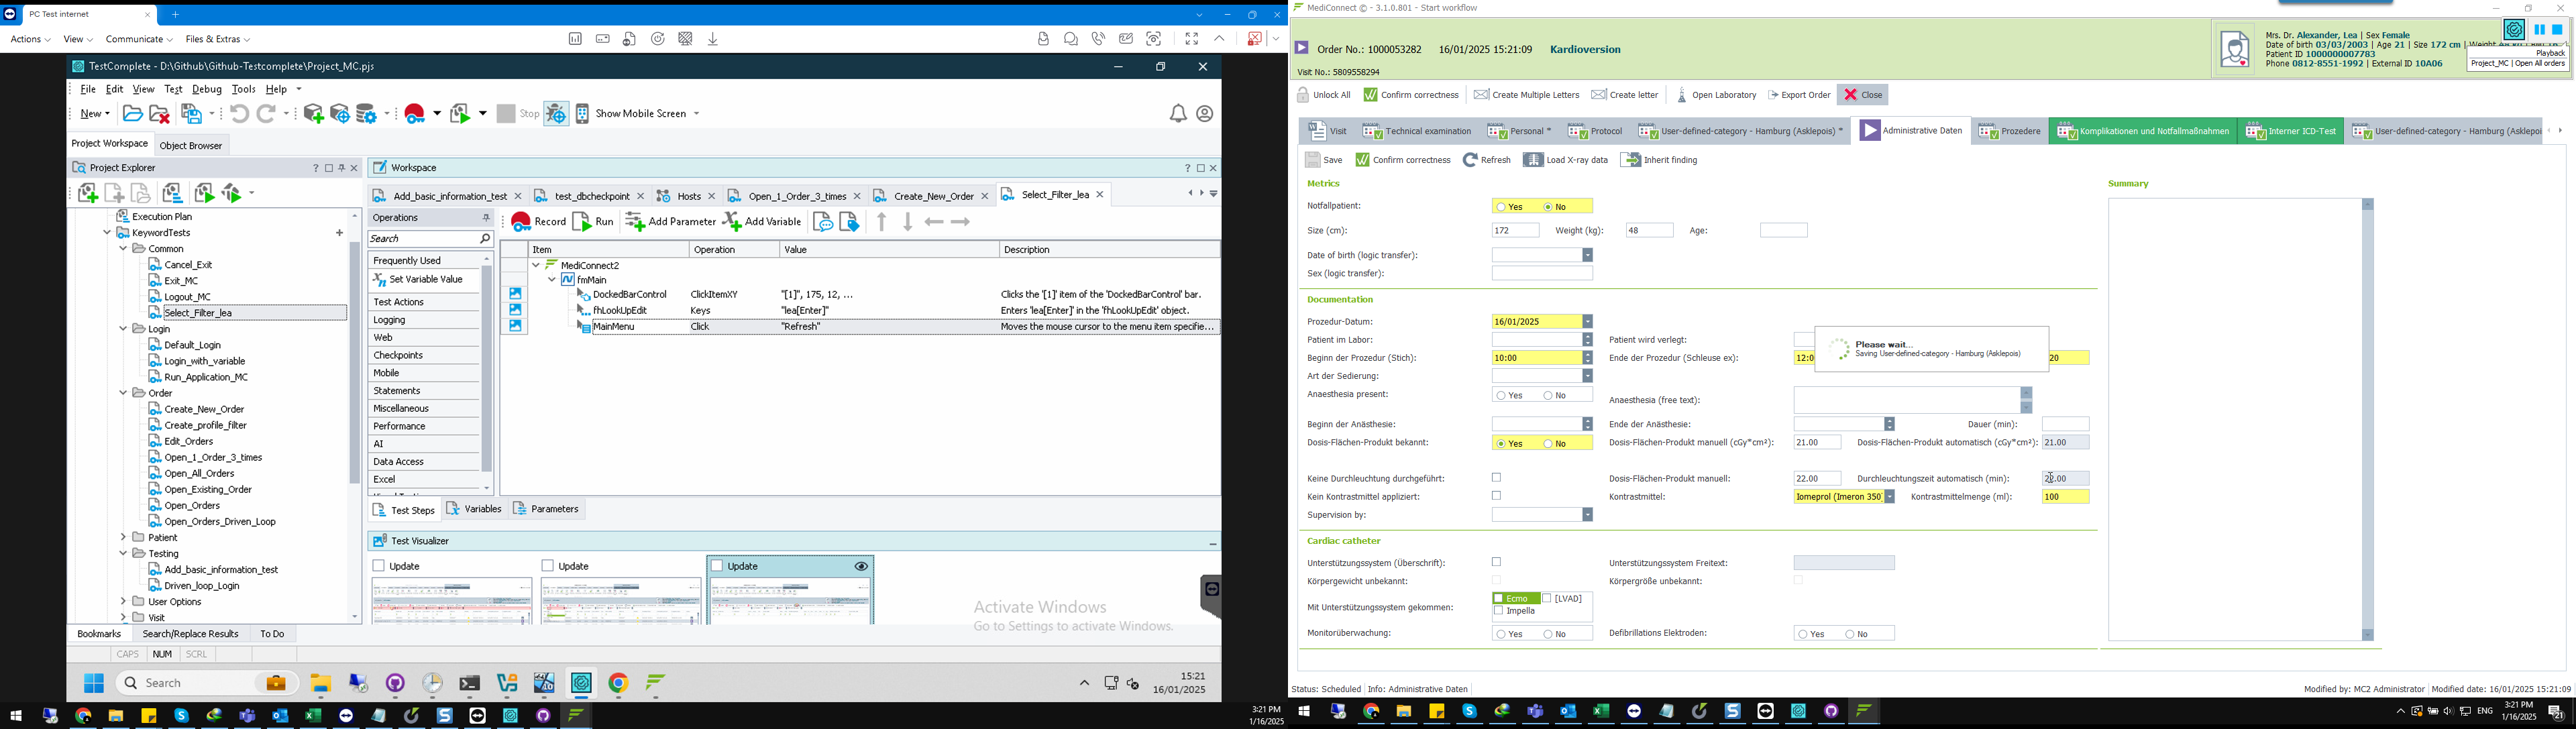 PC Test internet
Actions View Communicate Files & Extras
TestComplete - D:\Github\Github-Testcomplete\Project_MC.pjs
File Edit View Test Debug Tools Help
New Stop Show Mobile Screen
Project Workspace Object Browser
Project Explorer
Execution Plan
KeywordTests
Common
Cancel_Exit
Exit_MC
Logout_MC
Select_Filter_lea
Login
Default_Login
Login_with_variable
Run_Application_MC
Order
Create_New_Order
Create_profile_filter
Edit_Orders
Open_1_Order_3_times
Open_All_Orders
Open_Existing_Order
Open_Orders
Open_Orders_Driven_Loop
Patient
Testing
Add_basic_information_test
Driven_loop_Login
User Options
Visit
Bookmarks Search/Replace Results To Do
CAPS NUM SCRL
Workspace
Add_basic_information_test test_dbcheckpoint Hosts Open_1_Order_3_times Create_New_Order Select_Filter_lea
Operations
Search
Frequently Used
Set Variable Value
Test Actions
Logging
Web
Checkpoints
Mobile
Statements
Miscellaneous
Performance
AI
Data Access
Excel
Record Run Add Parameter Add Variable
Item Operation Value Description
MediConnect2
fmMain
DockedBarControl ClickItemXY "[1]", 175, 12, ... Clicks the '[1]' item of the 'DockedBarControl' bar.
fhLookUpEdit Keys "lea[Enter]" Enters 'lea[Enter]' in the 'fhLookUpEdit' object.
MainMenu Click "Refresh" Moves the mouse cursor to the menu item specifie...
Test Steps Variables Parameters
Test Visualizer
Update Update Update
Activate Windows
Go to Settings to activate Windows.
Search
15:21
16/01/2025
3:21 PM
1/16/2025
MediConnect © - 3.1.0.801 - Start workflow
Order No.: 1000053282 16/01/2025 15:21:09 Kardioversion
Visit No.: 5809558294
Mrs. Dr. Alexander, Lea | Sex Female
Date of birth 03/03/2003 | Age 21 | Size 172 cm | Weight
Patient ID 1000000007783
Phone 0812-8551-1992 | External ID 10A06
Playback
Project_MC | Open All orders
Unlock All Confirm correctness Create Multiple Letters Create letter Open Laboratory Export Order Close
Visit Technical examination Personal * Protocol User-defined-category - Hamburg (Asklepois) * Administrative Daten Prozedere Komplikationen und Notfallmaßnahmen Interner ICD-Test User-defined-category - Hamburg (Asklepoi
Save Confirm correctness Refresh Load X-ray data Inherit finding
Metrics
Summary
Notfallpatient: Yes No
Size (cm): 172 Weight (kg): 48 Age:
Date of birth (logic transfer):
Sex (logic transfer):
Documentation
Prozedur-Datum: 16/01/2025
Patient im Labor: Patient wird verlegt:
Beginn der Prozedur (Stich): 10:00 Ende der Prozedur (Schleuse ex): 12:0 20
Please wait...
Saving User-defined-category - Hamburg (Asklepois)
Art der Sedierung:
Anaesthesia present: Yes No Anaesthesia (free text):
Beginn der Anästhesie: Ende der Anästhesie: Dauer (min):
Dosis-Flächen-Produkt bekannt: Yes No Dosis-Flächen-Produkt manuell (cGy*cm²): 21.00 Dosis-Flächen-Produkt automatisch (cGy*cm²): 21.00
Keine Durchleuchtung durchgeführt: Dosis-Flächen-Produkt manuell: 22.00 Durchleuchtungszeit automatisch (min): 22.00
Kein Kontrastmittel appliziert: Kontrastmittel: Iomeprol (Imeron 350 Kontrastmittelmenge (ml): 100
Supervision by:
Cardiac catheter
Unterstützungssystem (Überschrift): Unterstützungssystem Freitext:
Körpergewicht unbekannt: Körpergröße unbekannt:
Mit Unterstützungssystem gekommen: Ecmo [LVAD]
Impella
Monitorüberwachung: Yes No Defibrillations Elektroden: Yes No
Status: Scheduled Info: Administrative Daten
Modified by: MC2 Administrator Modified date: 16/01/2025 15:21:09
ENG
3:21 PM
1/16/2025
21